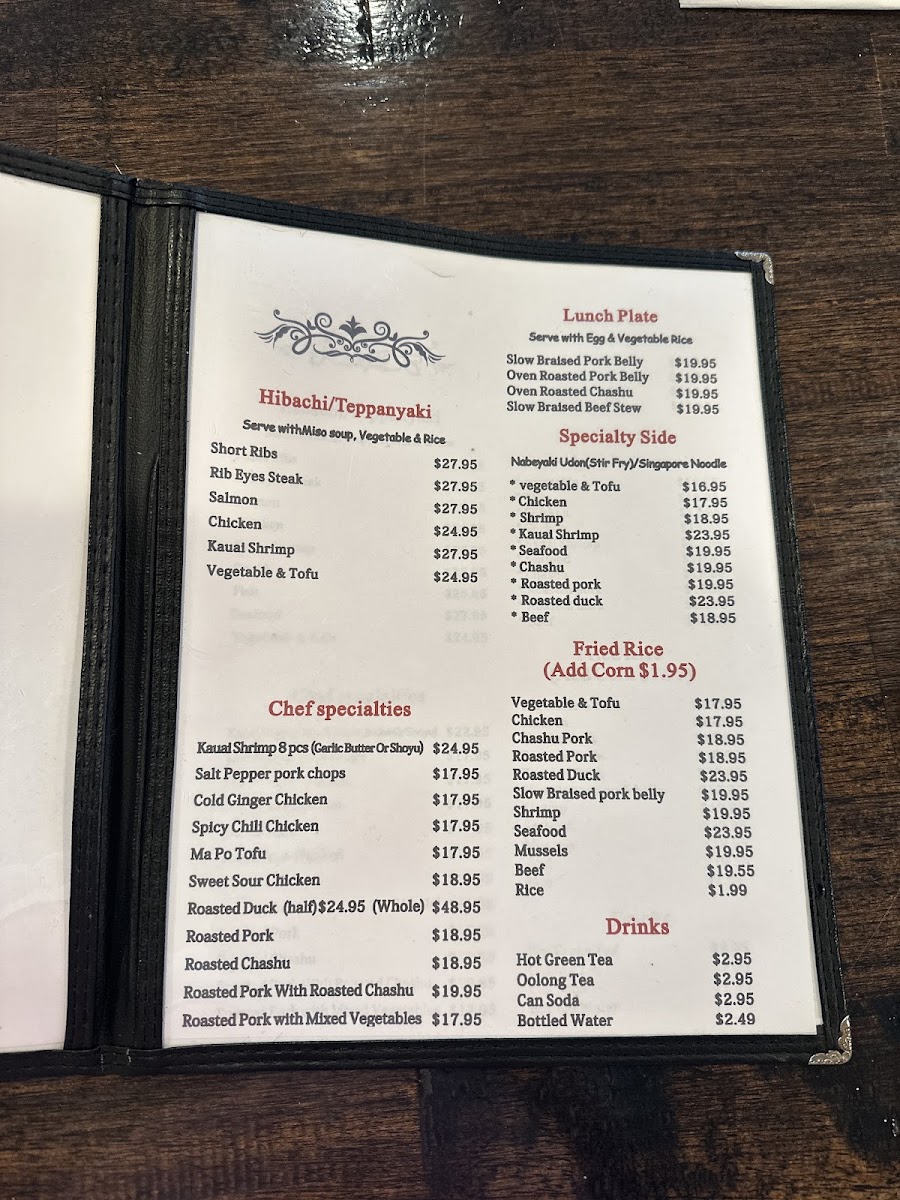 Hibachi/Teppanyaki
Serve withMiso soup, Vegetable & Rice
Short Ribs $27.95
Rib Eyes Steak $27.95
Salmon $27.95
Chicken $24.95
Kauai Shrimp $27.95
Vegetable & Tofu $24.95
Chef specialties
Kauai Shrimp 8 pcs (Garlic Butter Or Shoyu) $24.95
Salt Pepper pork chops $17.95
Cold Ginger Chicken $17.95
Spicy Chili Chicken $17.95
Ma Po Tofu $17.95
Sweet Sour Chicken $18.95
Roasted Duck (half)$24.95 (Whole) $48.95
Roasted Pork $18.95
Roasted Chashu $18.95
Roasted Pork With Roasted Chashu $19.95
Roasted Pork with Mixed Vegetables $17.95
Lunch Plate
Serve with Egg & Vegetable Rice
Slow Braised Pork Belly $19.95
Oven Roasted Pork Belly $19.95
Oven Roasted Chashu $19.95
Slow Braised Beef Stew $19.95
Specialty Side
Nabeyaki Udon(Stir Fry)/Singapore Noodle
* vegetable & Tofu $16.95
* Chicken $17.95
* Shrimp $18.95
* Kauai Shrimp $23.95
* Seafood $19.95
* Chashu $19.95
* Roasted pork $19.95
* Roasted duck $23.95
* Beef $18.95
Fried Rice
(Add Corn $1.95)
Vegetable & Tofu $17.95
Chicken $17.95
Chashu Pork $18.95
Roasted Pork $18.95
Roasted Duck $23.95
Slow Braised pork belly $19.95
Shrimp $19.95
Seafood $23.95
Mussels $19.95
Beef $19.55
Rice $1.99
Drinks
Hot Green Tea $2.95
Oolong Tea $2.95
Can Soda $2.95
Bottled Water $2.49